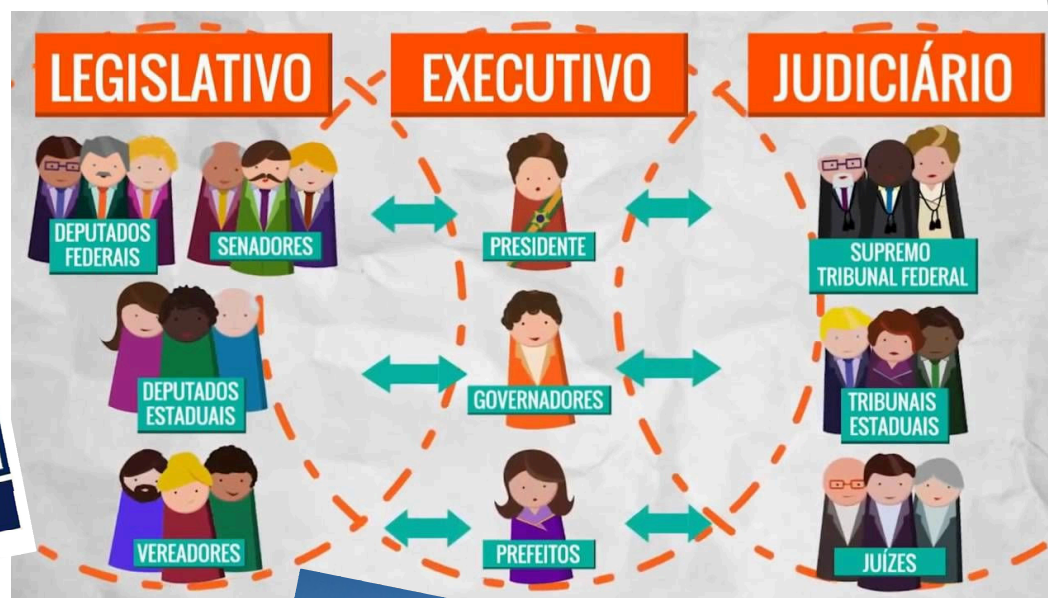 LEGISLATIVO
EXECUTIVO
JUDICIÁRIO
DEPUTADOS
FEDERAIS
SENADORES
PRESIDENTE
SUPREMO
TRIBUNAL FEDERAL
DEPUTADOS
ESTADUAIS
GOVERNADORES
TRIBUNAIS
ESTADUAIS
VEREADORES
PREFEITOS
JUÍZES